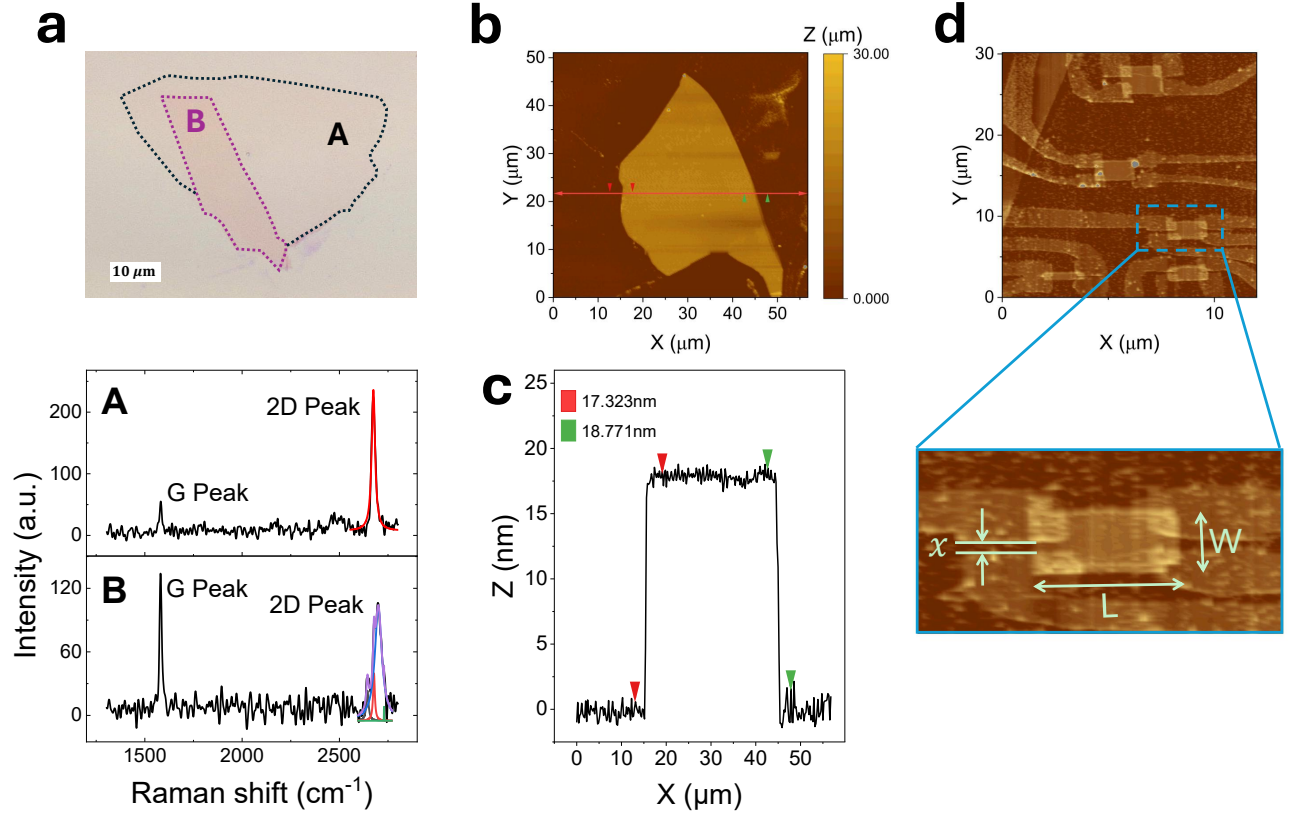 a
B
A
10 μm
A
2D Peak
G Peak
200
100
0
B
G Peak
2D Peak
120
60
0
1500
2000
2500
Intensity (a.u.)
Raman shift (cm-1)
b
Z (μm)
30.00
0.000
50
40
30
20
10
0
Y (μm)
0
10
20
30
40
50
X (μm)
c
17.323nm
18.771nm
25
20
15
10
5
0
Z (nm)
0
10
20
30
40
50
X (μm)
d
30
20
10
0
Y (μm)
0
10
X (μm)
x
W
L